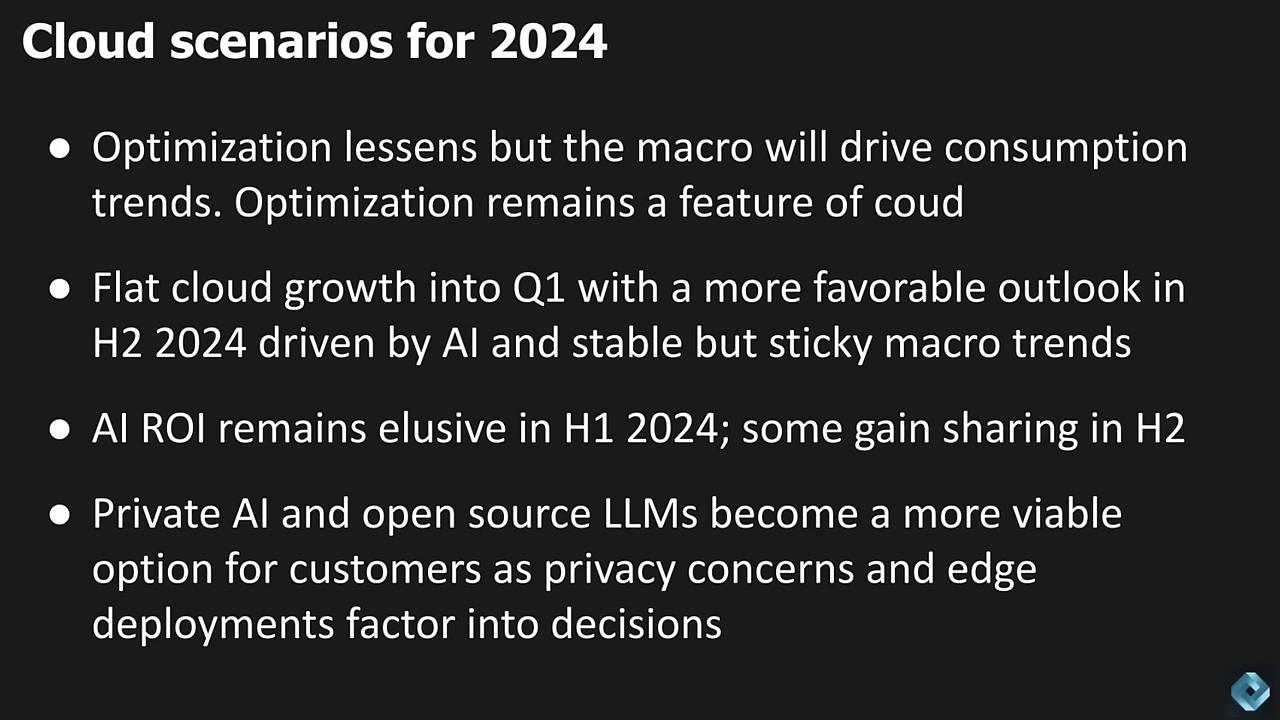 Cloud scenarios for 2024
● Optimization lessens but the macro will drive consumption
trends. Optimization remains a feature of coud
● Flat cloud growth into Q1 with a more favorable outlook in
H2 2024 driven by AI and stable but sticky macro trends
● AI ROI remains elusive in H1 2024; some gain sharing in H2
● Private AI and open source LLMs become a more viable
option for customers as privacy concerns and edge
deployments factor into decisions